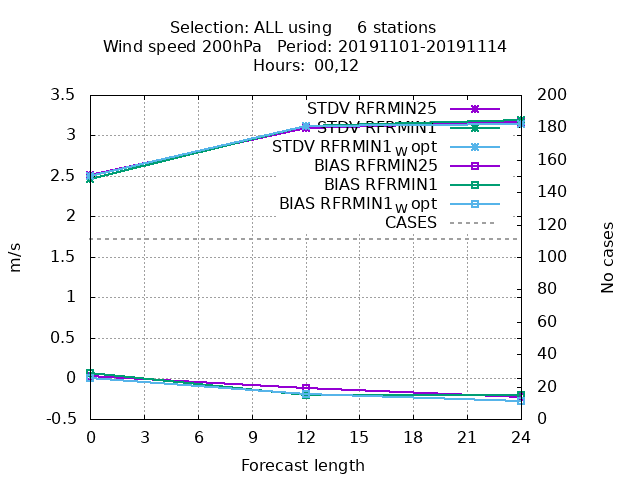 Selection: ALL using 6 stations
Wind speed 200hPa Period: 20191101-20191114
Hours: 00,12
STDV RFRMIN25
STDV RFRMIN1
STDV RFRMIN1_W opt
BIAS RFRMIN25
BIAS RFRMIN1
BIAS RFRMIN1_W opt
CASES
3.5
3
2.5
2
1.5
1
0.5
0
-0.5
m/s
200
180
160
140
120
100
80
60
40
20
0
No cases
0 3 6 9 12 15 18 21 24
Forecast length